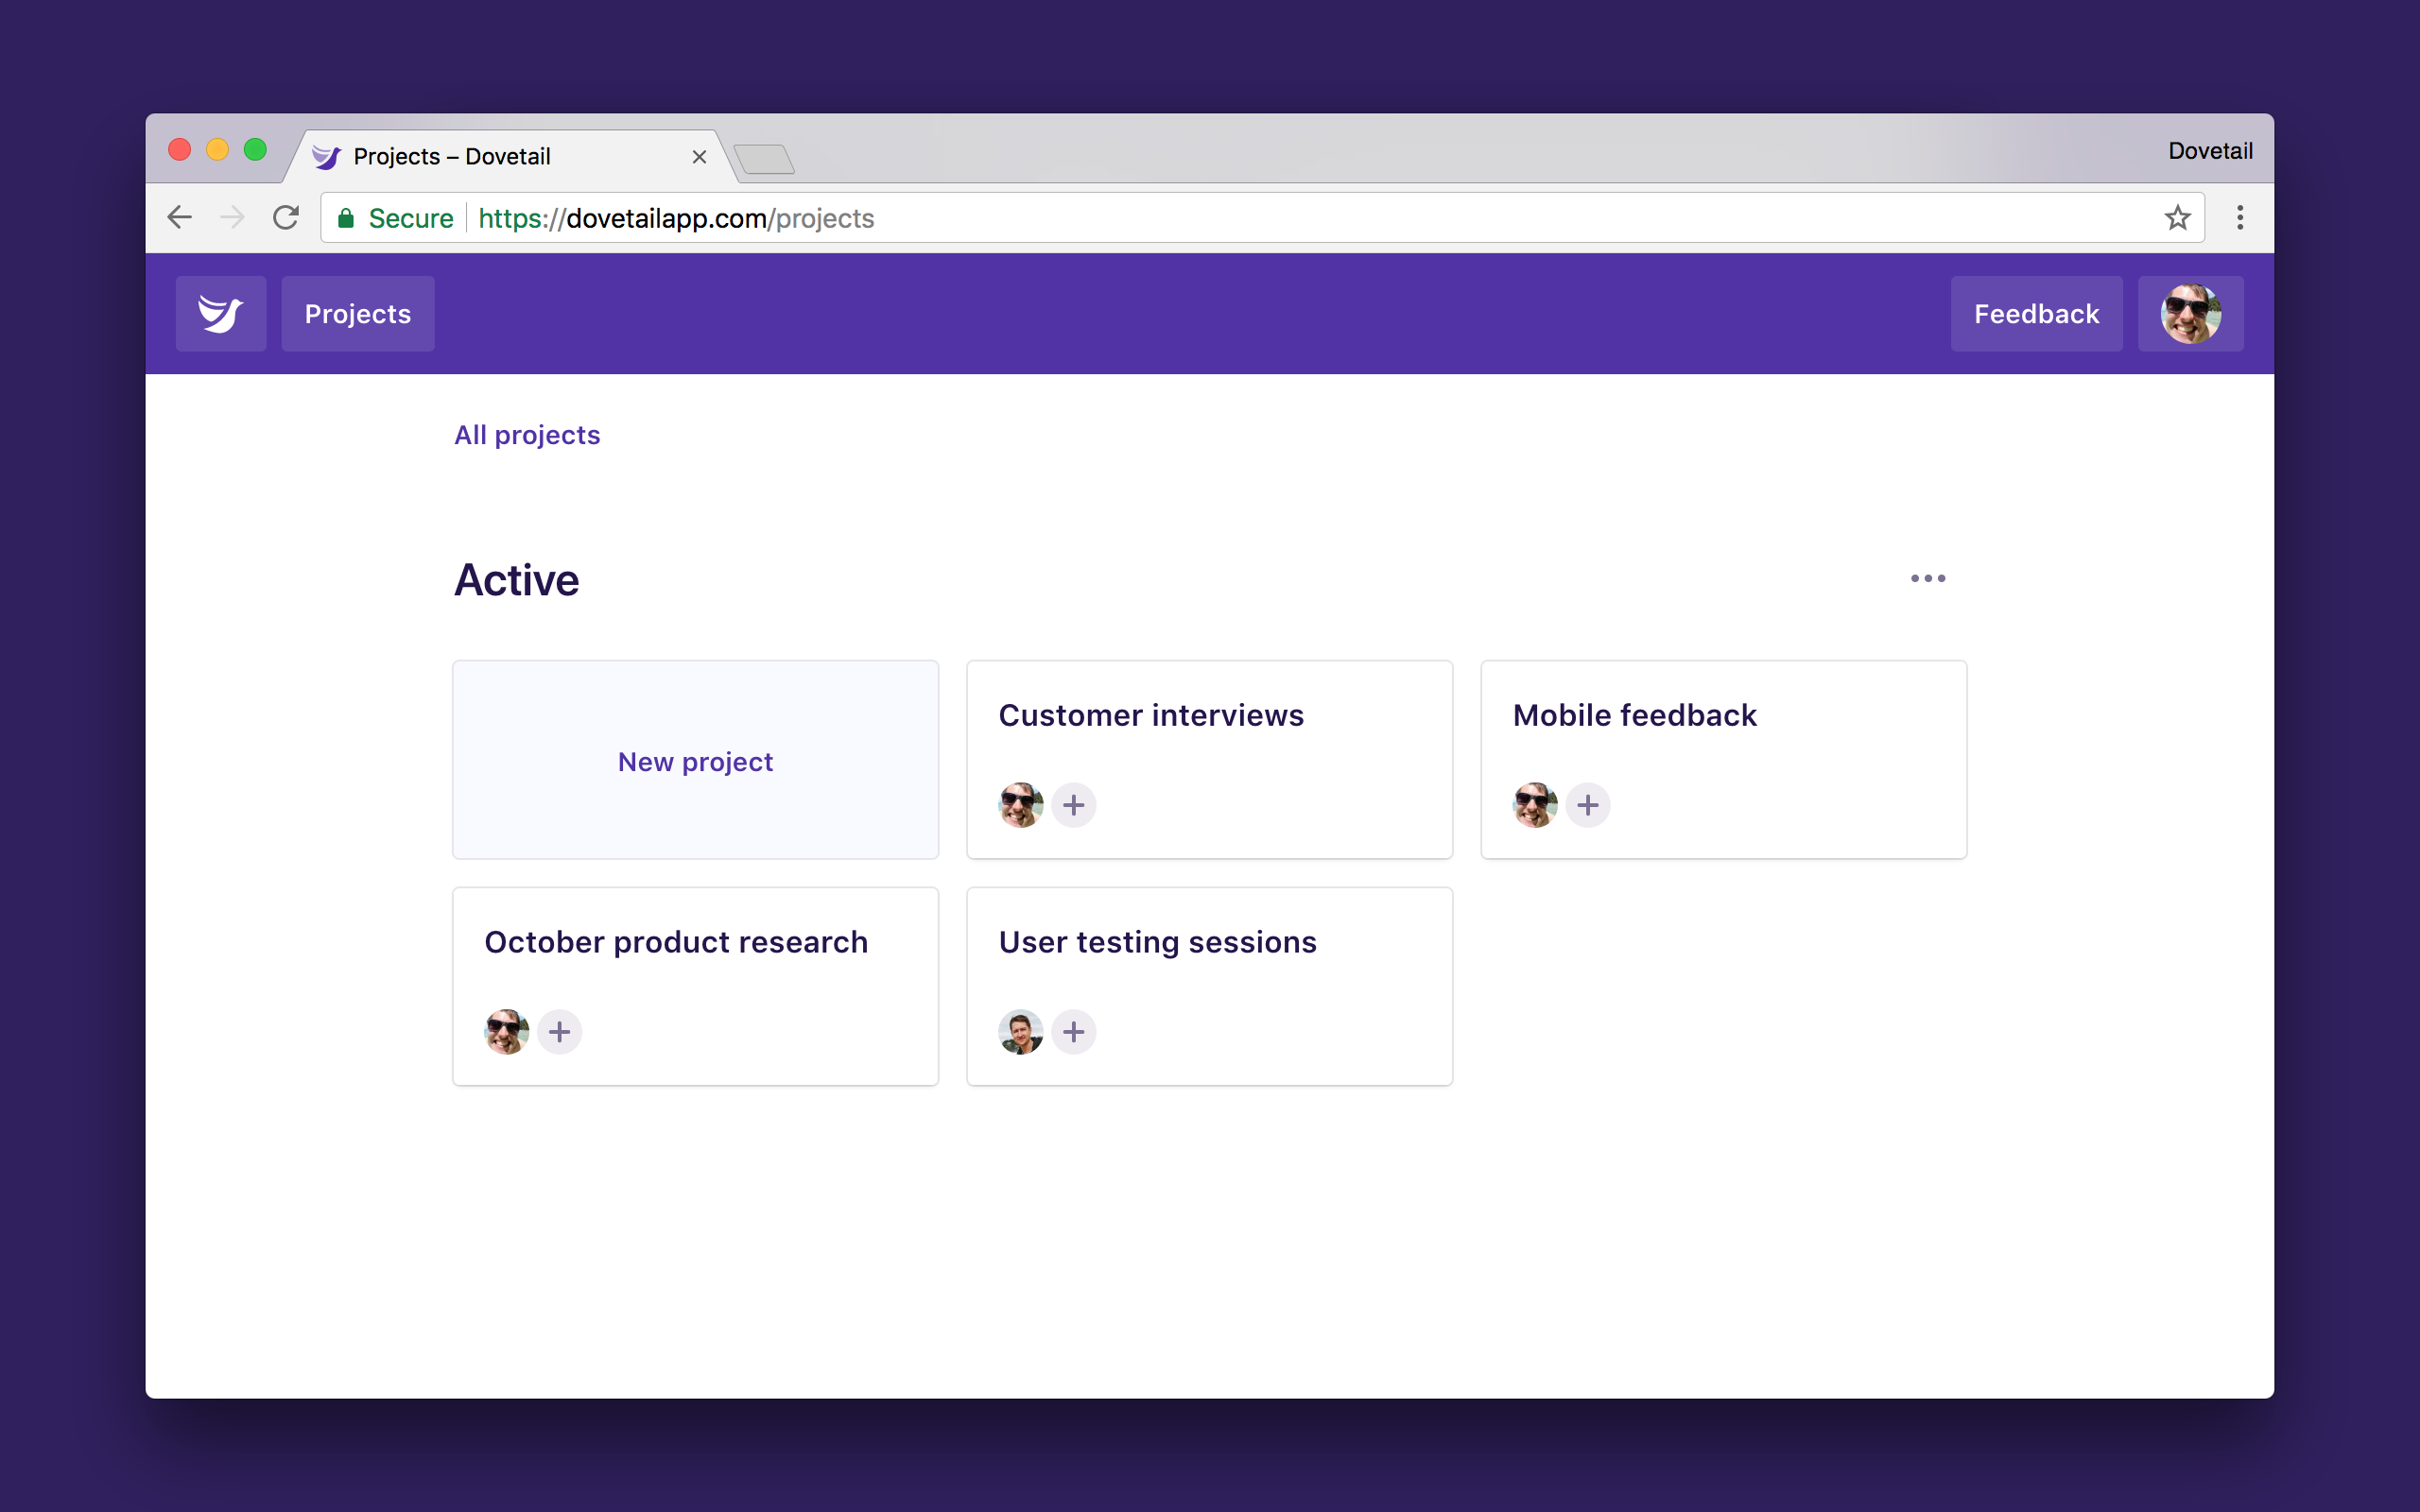 Projects – Dovetail
Dovetail
Secure https://dovetailapp.com/projects
Projects
Feedback
All projects
Active
New project
Customer interviews
Mobile feedback
October product research
User testing sessions